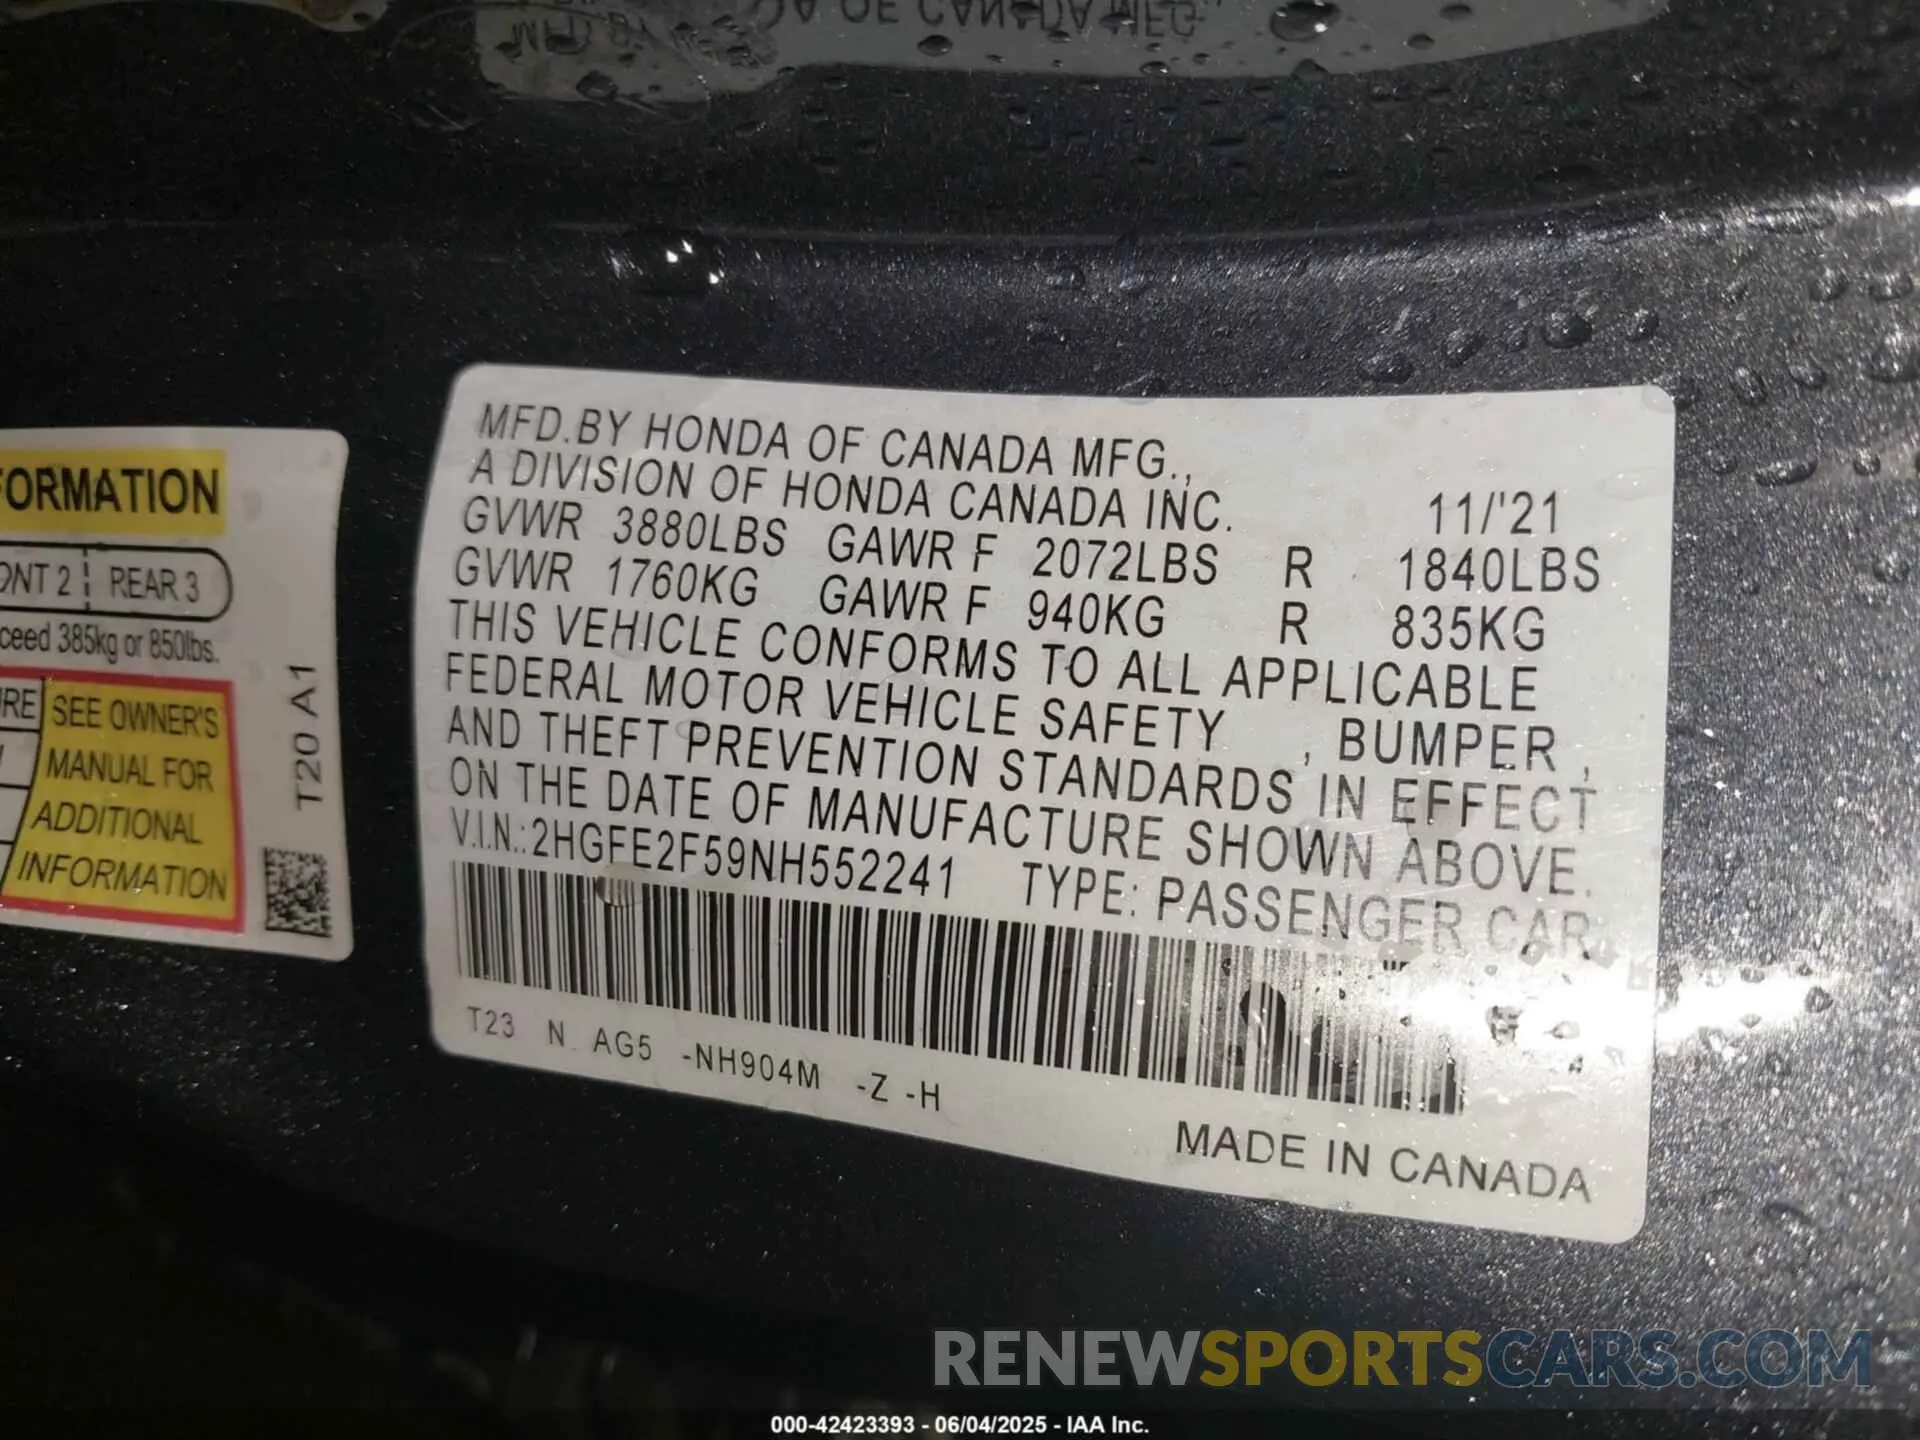 FORMATION
ONT 2 REAR 3
ceed 385kg or 850lbs.
RE
SEE OWNER'S
MANUAL FOR
ADDITIONAL
INFORMATION
T20 A1
MFD.BY HONDA OF CANADA MFG.,
A DIVISION OF HONDA CANADA INC. 11/'21
GVWR 3880LBS GAWR F 2072LBS R 1840LBS
GVWR 1760KG GAWR F 940KG R 835KG
THIS VEHICLE CONFORMS TO ALL APPLICABLE
FEDERAL MOTOR VEHICLE SAFETY , BUMPER ,
AND THEFT PREVENTION STANDARDS IN EFFECT
ON THE DATE OF MANUFACTURE SHOWN ABOVE.
V.I.N.:2HGFE2F59NH552241 TYPE: PASSENGER CAR
T23 N AG5 -NH904M -Z -H
MADE IN CANADA
RENEWSPORTSCARS.COM
000-42423393 - 06/04/2025 - IAA Inc.